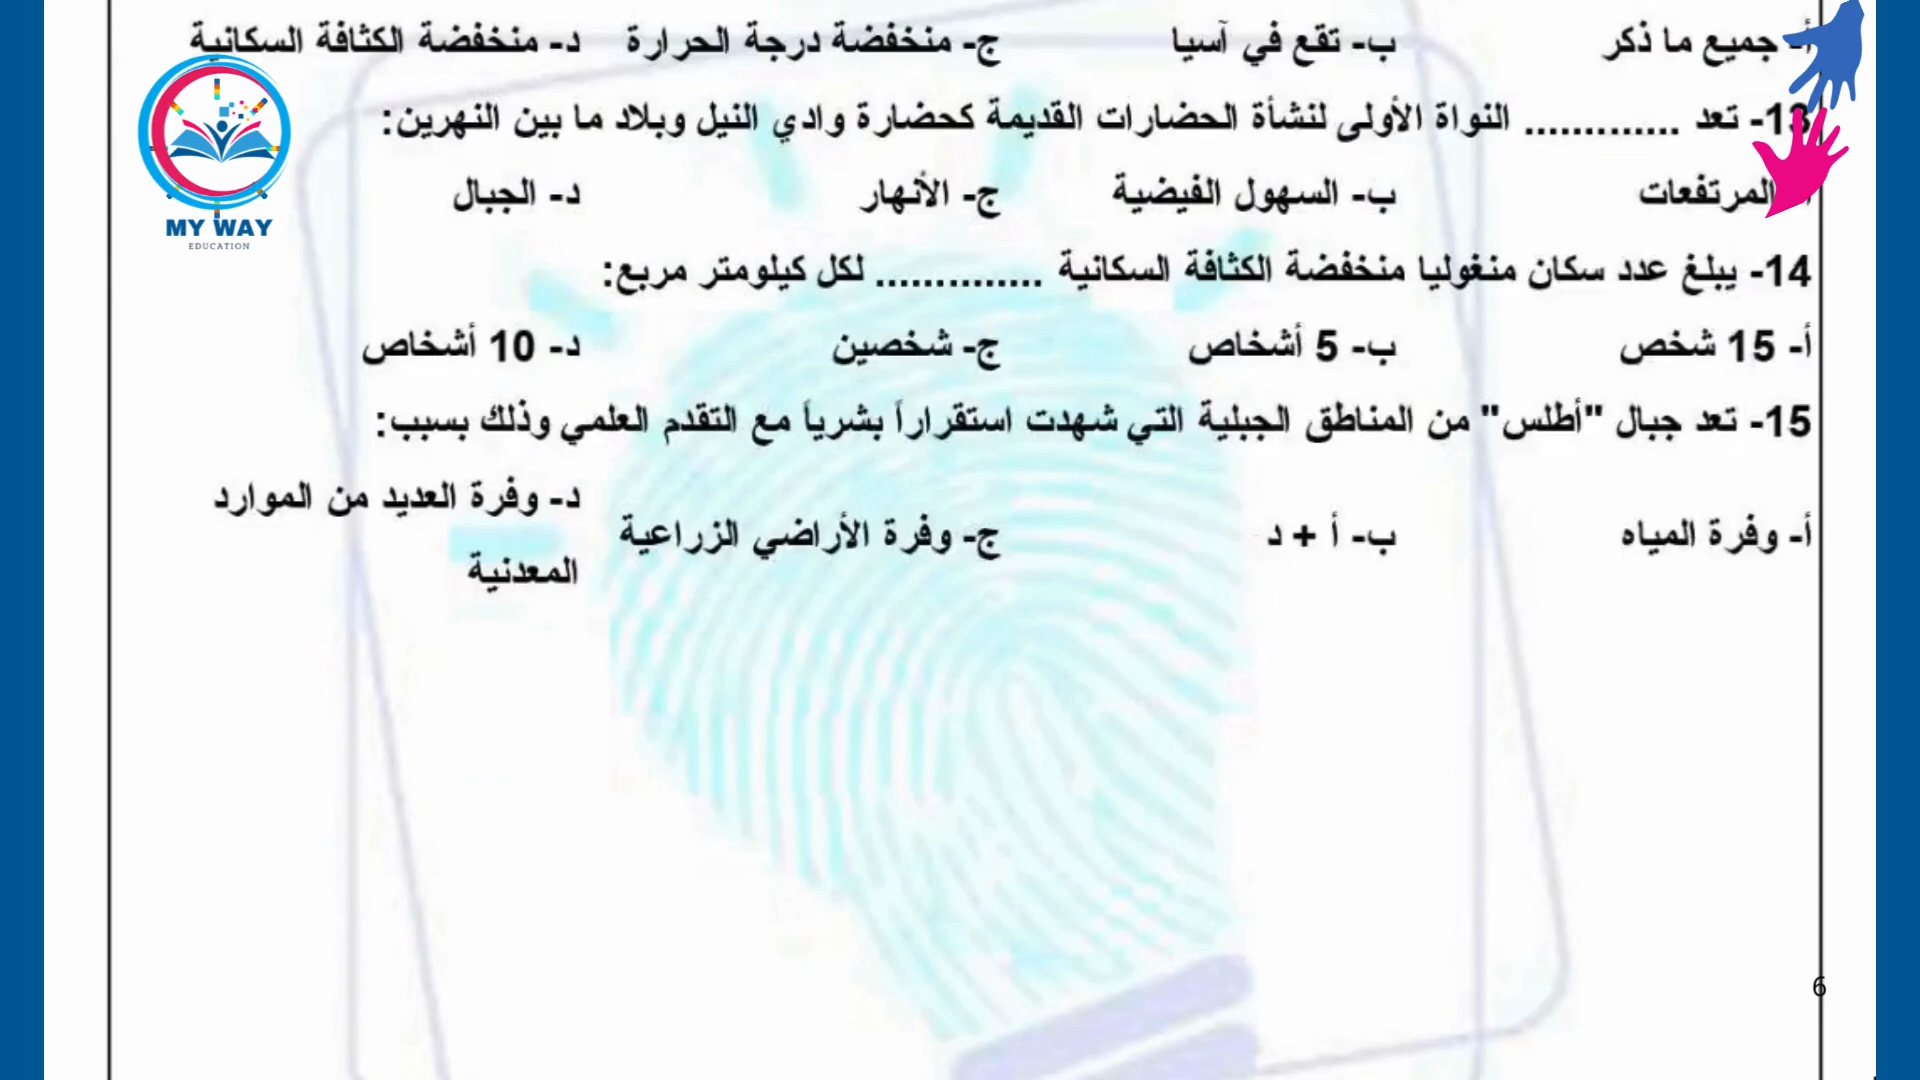 أ- جميع ما ذكر ب- تقع في آسيا ج- منخفضة درجة الحرارة د- منخفضة الكثافة السكانية
13- تعد ............. النواة الأولى لنشأة الحضارات القديمة كحضارة وادي النيل وبلاد ما بين النهرين:
أ- المرتفعات ب- السهول الفيضية ج- الأنهار د- الجبال
14- يبلغ عدد سكان منغوليا منخفضة الكثافة السكانية .............. لكل كيلومتر مربع:
أ- 15 شخص ب- 5 أشخاص ج- شخصين د- 10 أشخاص
15- تعد جبال "أطلس" من المناطق الجبلية التي شهدت استقراراً بشرياً مع التقدم العلمي وذلك بسبب:
أ- وفرة المياه ب- أ + د ج- وفرة الأراضي الزراعية د- وفرة العديد من الموارد
المعدنية
MY WAY
EDUCATION
6